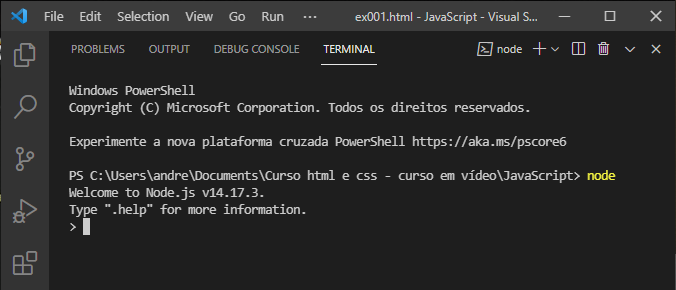 File Edit Selection View Go Run ··· ex001.html - JavaScript - Visual S...
PROBLEMS OUTPUT DEBUG CONSOLE TERMINAL node
Windows PowerShell
Copyright (C) Microsoft Corporation. Todos os direitos reservados.
Experimente a nova plataforma cruzada PowerShell https://aka.ms/pscore6
PS C:\Users\andre\Documents\Curso html e css - curso em vídeo\JavaScript> node
Welcome to Node.js v14.17.3.
Type ".help" for more information.
>